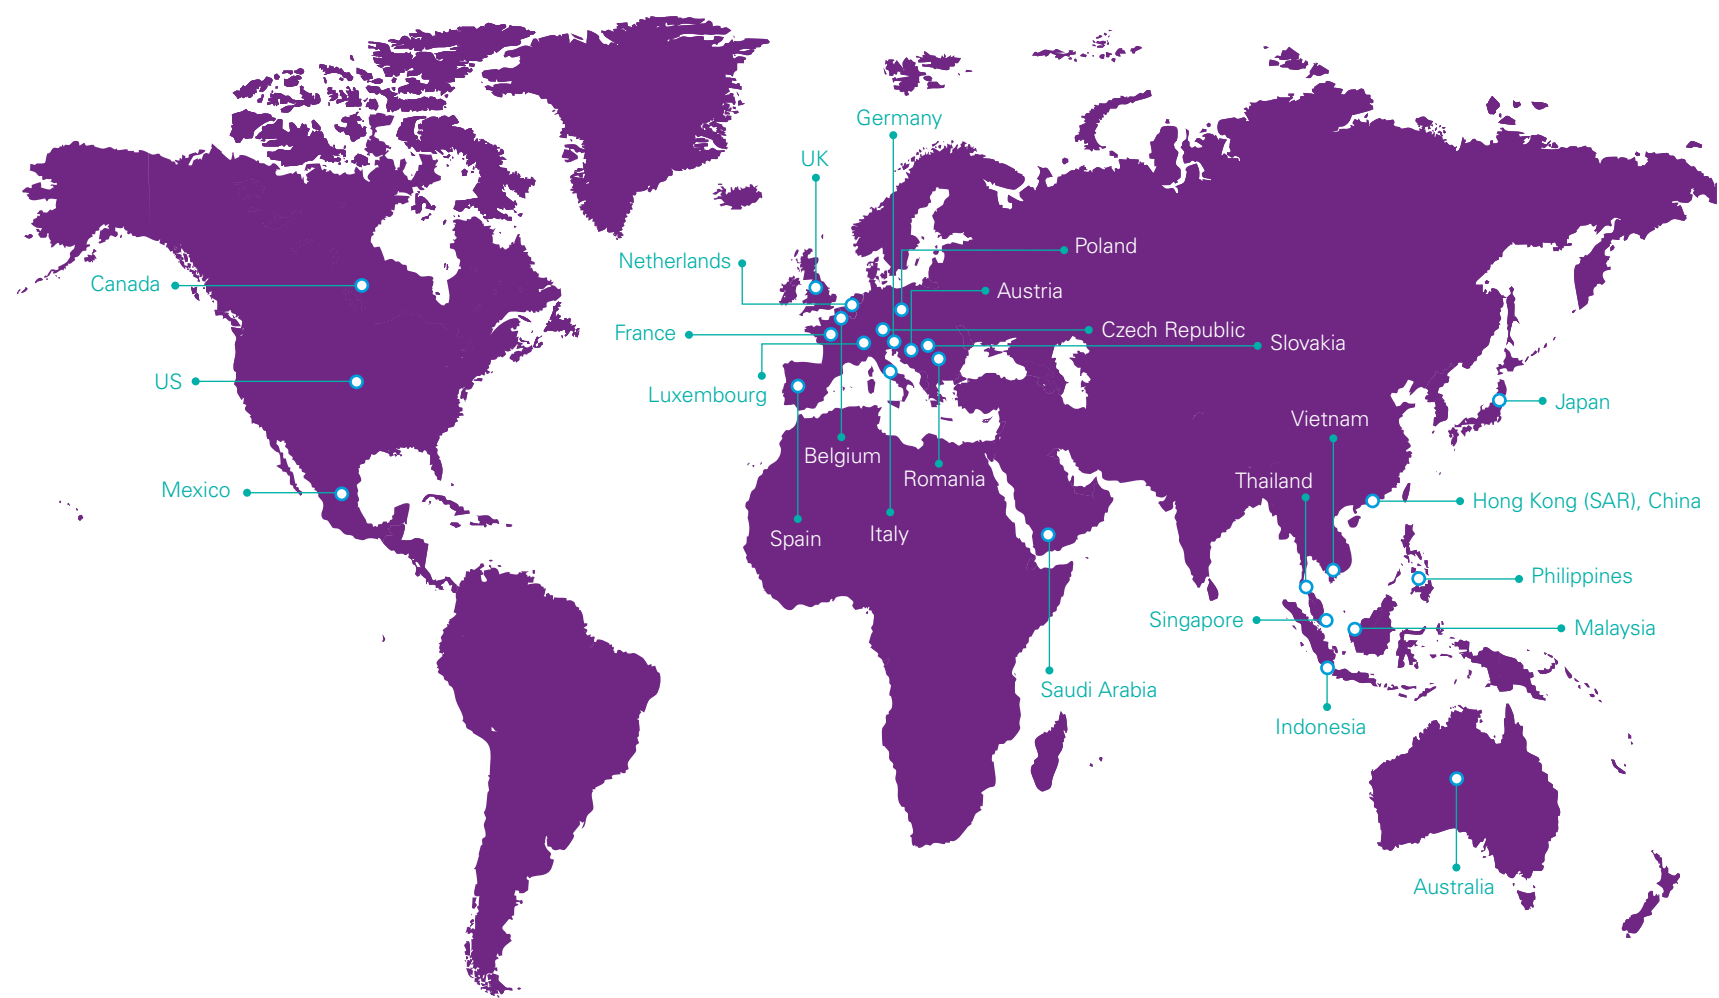 Germany
UK
Poland
Netherlands
Canada
Austria
Czech Republic
France
Slovakia
US
Luxembourg
Japan
Vietnam
Belgium
Romania
Thailand
Mexico
Hong Kong (SAR), China
Spain
Italy
Philippines
Singapore
Malaysia
Saudi Arabia
Indonesia
Australia